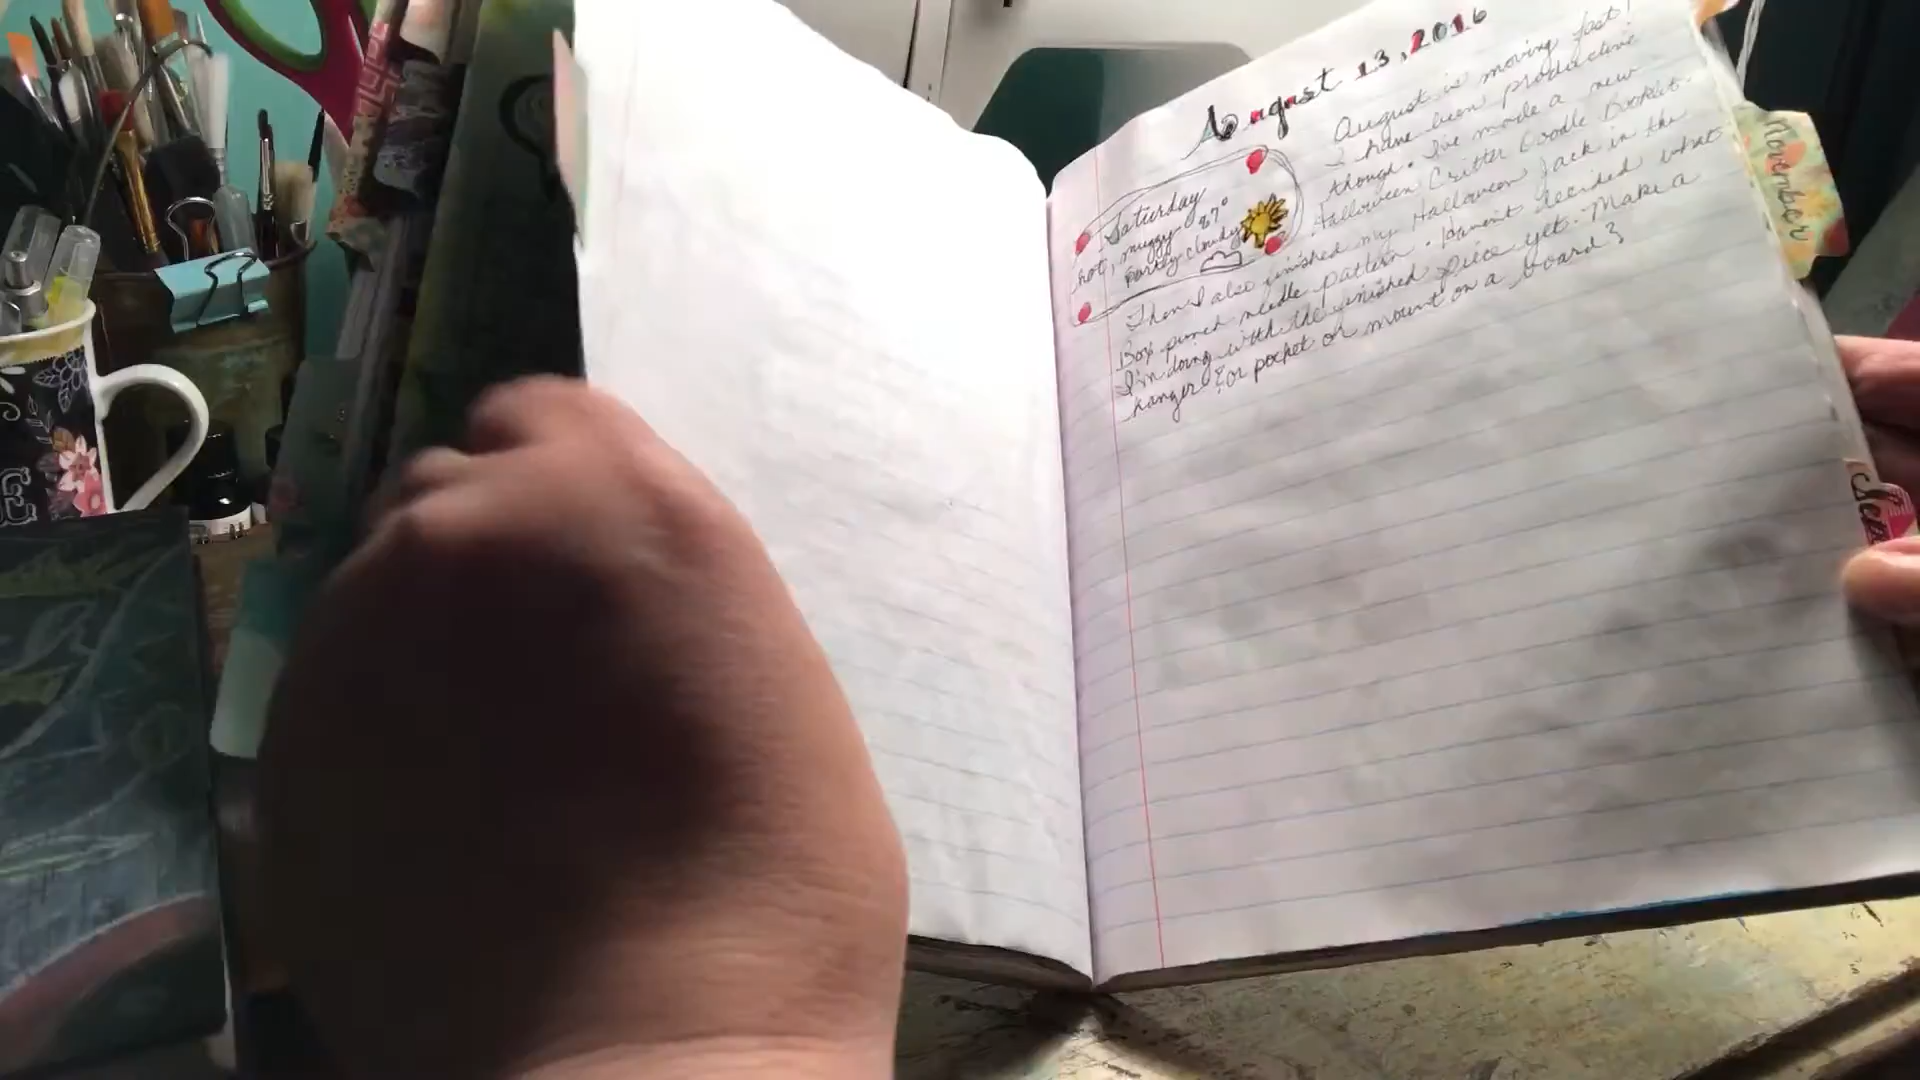 August 13, 2016
Saturday
hot, muggy 87°
partly cloudy
August is moving fast!
I have been productive
though. I've made a new
Halloween Critter Doodle Booklet.
Then I also finished my Halloween Jack in the
Box punch needle pattern. Havent decided what
I'm doing with the finished piece yet. Make a
hanger? or pocket or mount on a board?
November